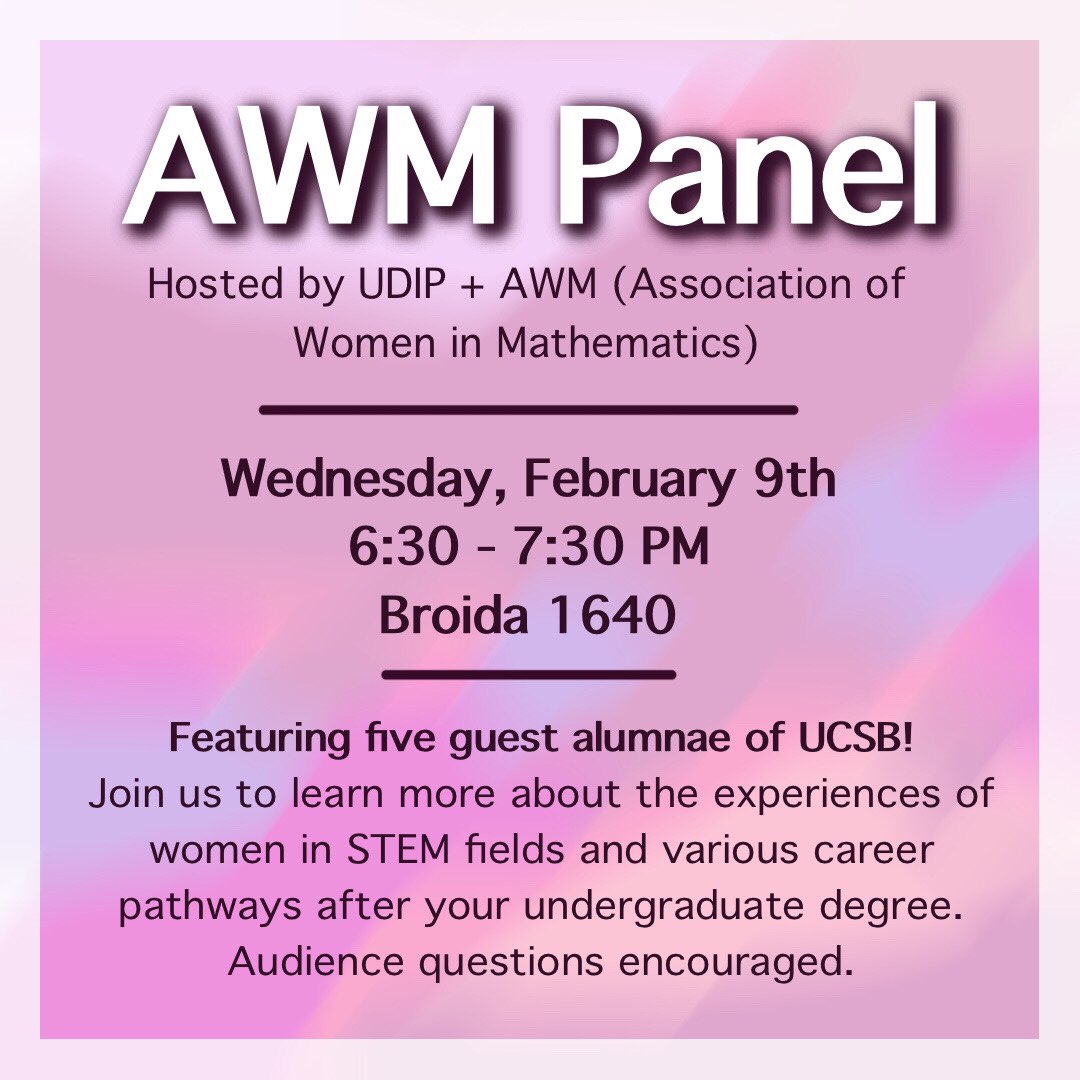 AWM Panel
Hosted by UDIP + AWM (Association of
Women in Mathematics)
Wednesday, February 9th
6:30 - 7:30 PM
Broida 1640
Featuring five guest alumnae of UCSB!
Join us to learn more about the experiences of
women in STEM fields and various career
pathways after your undergraduate degree.
Audience questions encouraged.